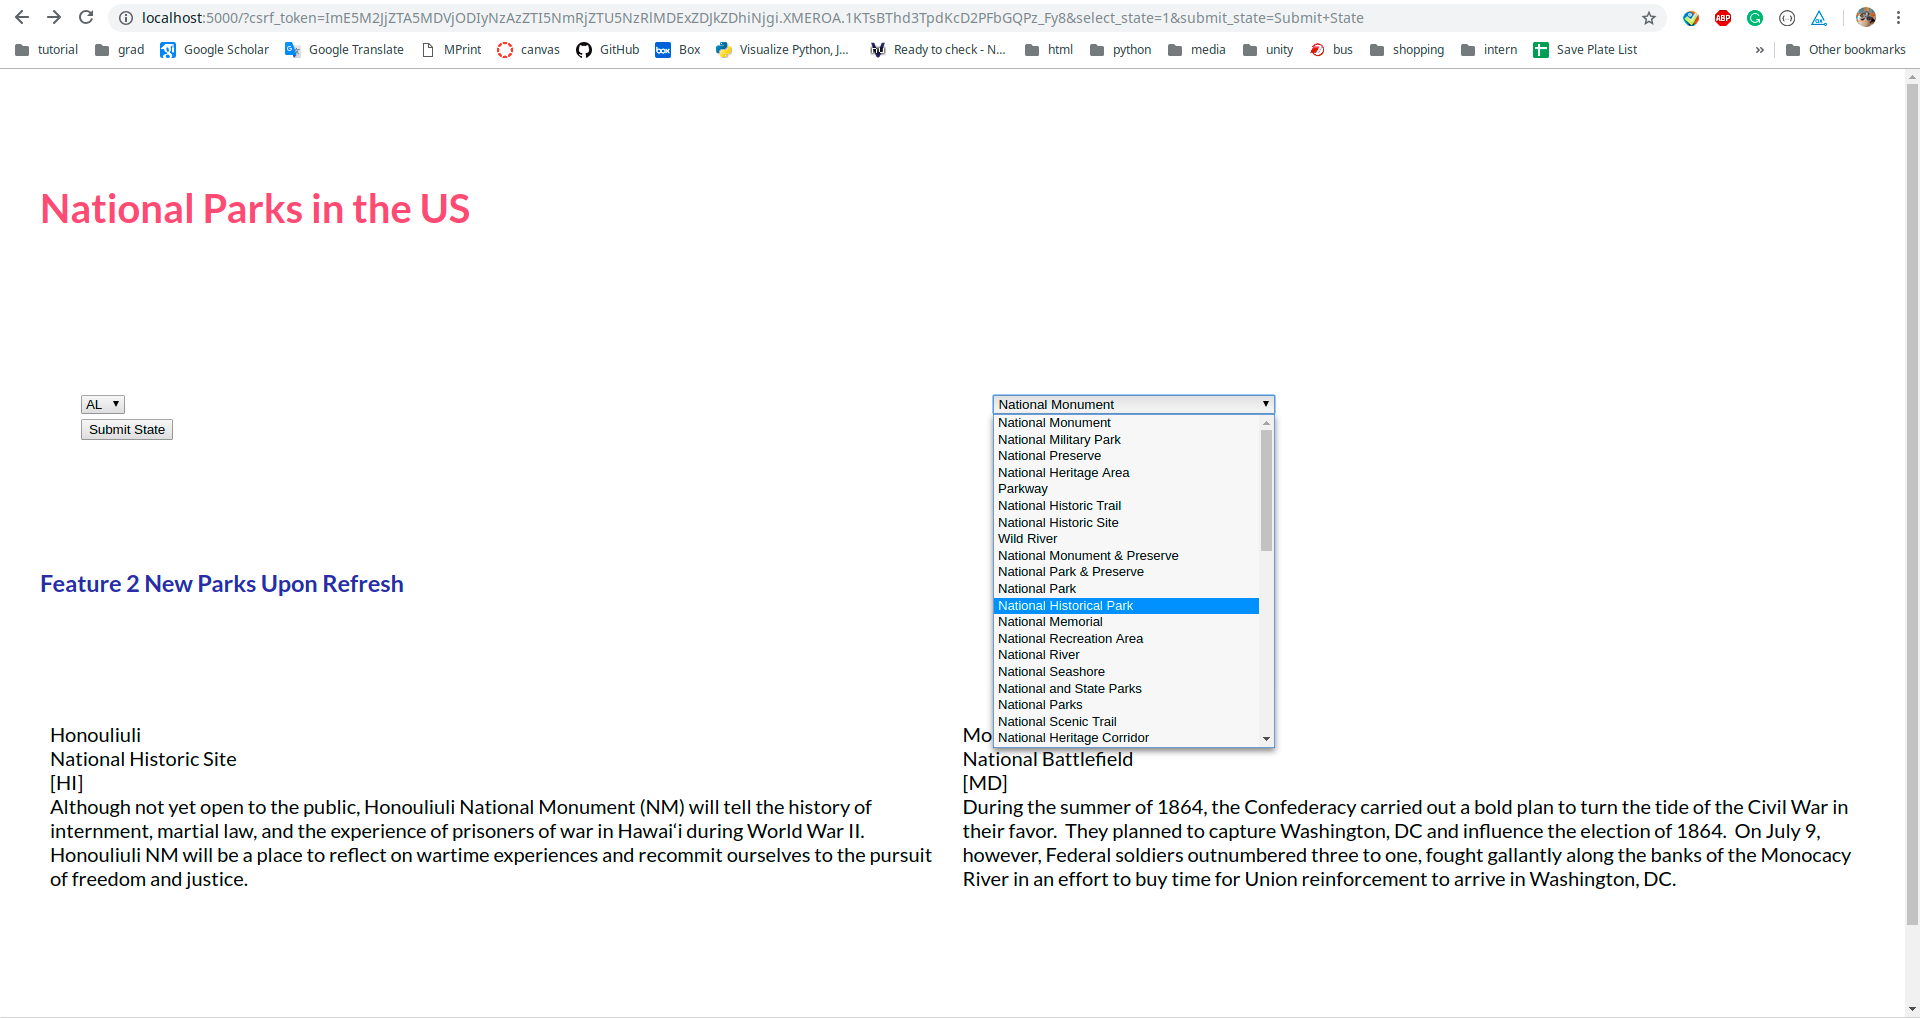 localhost:5000/?csrf_token=ImE5M2JjZTA5MDVjODIyNzAzZTI5NmRjZTU5NzRlMDExZDJkZDhiNjgi.XMEROA.1KTsBThd3TpdKcD2PFbGQPz_Fy8&select_state=1&submit_state=Submit+State
ABP
tutorial grad Google Scholar Google Translate MPrint canvas GitHub box Box Visualize Python, J... Ready to check - N... html python media unity bus shopping intern Save Plate List » Other bookmarks
National Parks in the US
AL
Submit State
National Monument
National Monument
National Military Park
National Preserve
National Heritage Area
Parkway
National Historic Trail
National Historic Site
Wild River
National Monument & Preserve
National Park & Preserve
National Park
National Historical Park
National Memorial
National Recreation Area
National River
National Seashore
National and State Parks
National Parks
National Scenic Trail
National Heritage Corridor
Feature 2 New Parks Upon Refresh
Honouliuli
National Historic Site
[HI]
Although not yet open to the public, Honouliuli National Monument (NM) will tell the history of
internment, martial law, and the experience of prisoners of war in Hawai‘i during World War II.
Honouliuli NM will be a place to reflect on wartime experiences and recommit ourselves to the pursuit
of freedom and justice.
Mo
National Battlefield
[MD]
During the summer of 1864, the Confederacy carried out a bold plan to turn the tide of the Civil War in
their favor.  They planned to capture Washington, DC and influence the election of 1864.  On July 9,
however, Federal soldiers outnumbered three to one, fought gallantly along the banks of the Monocacy
River in an effort to buy time for Union reinforcement to arrive in Washington, DC.